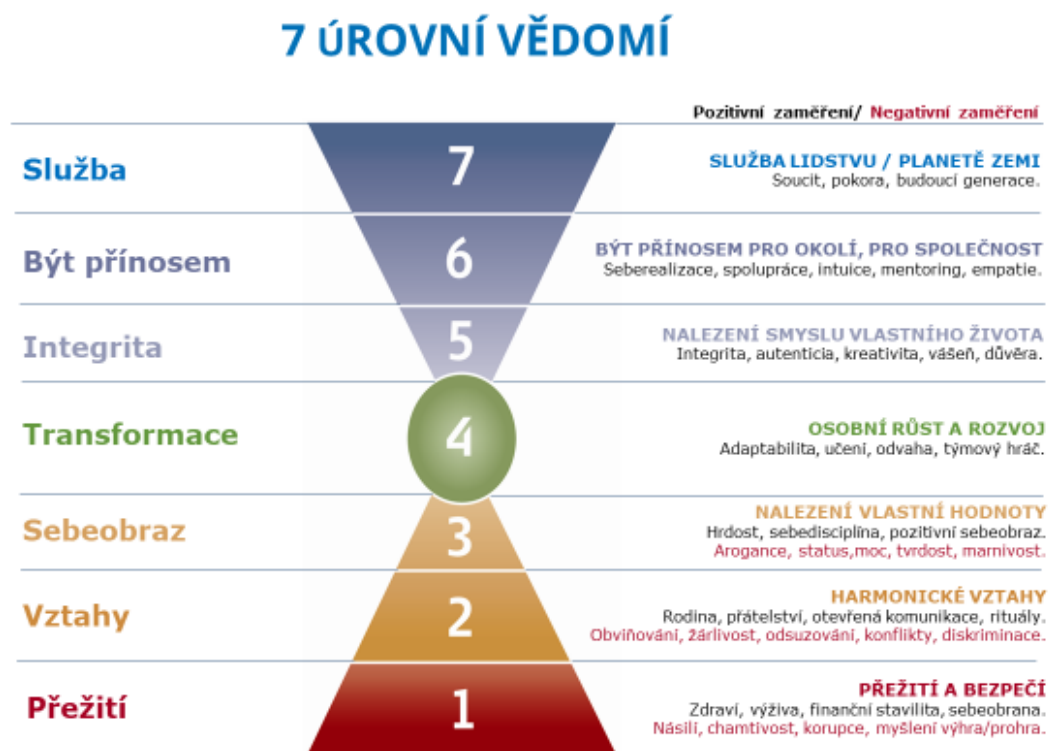 7 ÚROVNÍ VĚDOMÍ
Pozitivní zaměření/ Negativní zaměření
Služba
7
SLUŽBA LIDSTVU / PLANETĚ ZEMI
Soucit, pokora, budoucí generace.
Být přínosem
6
BÝT PŘÍNOSEM PRO OKOLÍ, PRO SPOLEČNOST
Seberealizace, spolupráce, intuice, mentoring, empatie.
Integrita
5
NALEZENÍ SMYSLU VLASTNÍHO ŽIVOTA
Integrita, autenticia, kreativita, vášeň, důvěra.
Transformace
4
OSOBNÍ RŮST A ROZVOJ
Adaptabilita, učení, odvaha, týmový hráč.
Sebeobraz
3
NALEZENÍ VLASTNÍ HODNOTY
Hrdost, sebedisciplína, pozitivní sebeobraz.
Arogance, status,moc, tvrdost, marnivost.
Vztahy
2
HARMONICKÉ VZTAHY
Rodina, přátelství, otevřená komunikace, rituály.
Obviňování, žárlivost, odsuzování, konflikty, diskriminace.
Přežití
1
PŘEŽITÍ A BEZPEČÍ
Zdraví, výživa, finanční stavilita, sebeobrana.
Násilí, chamtivost, korupce, myšlení výhra/prohra.